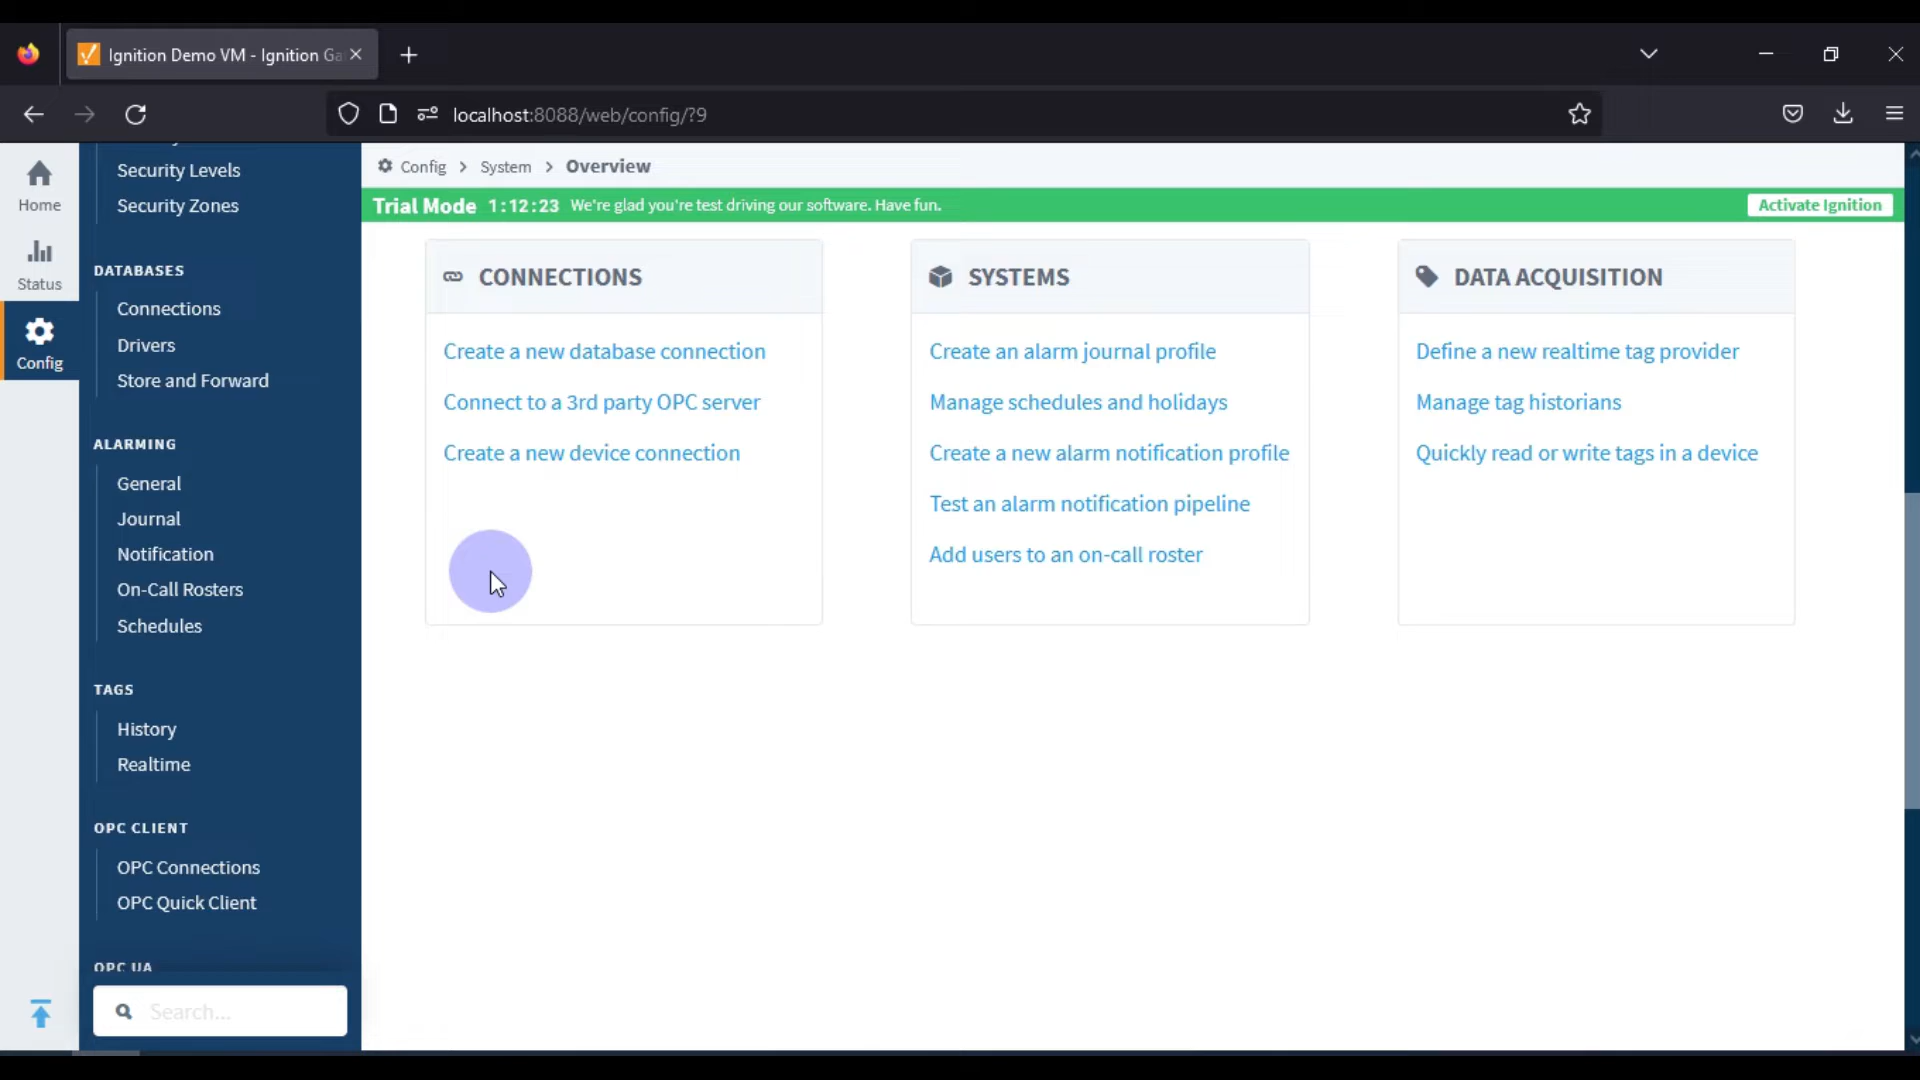 Ignition Demo VM - Ignition Ga
localhost:8088/web/config/?9
Home
Status
Config
Security Levels
Security Zones
DATABASES
Connections
Drivers
Store and Forward
ALARMING
General
Journal
Notification
On-Call Rosters
Schedules
TAGS
History
Realtime
OPC CLIENT
OPC Connections
OPC Quick Client
OPC UA
Search...
Config > System > Overview
Trial Mode 1:12:23 We're glad you're test driving our software. Have fun.
Activate Ignition
CONNECTIONS
Create a new database connection
Connect to a 3rd party OPC server
Create a new device connection
SYSTEMS
Create an alarm journal profile
Manage schedules and holidays
Create a new alarm notification profile
Test an alarm notification pipeline
Add users to an on-call roster
DATA ACQUISITION
Define a new realtime tag provider
Manage tag historians
Quickly read or write tags in a device